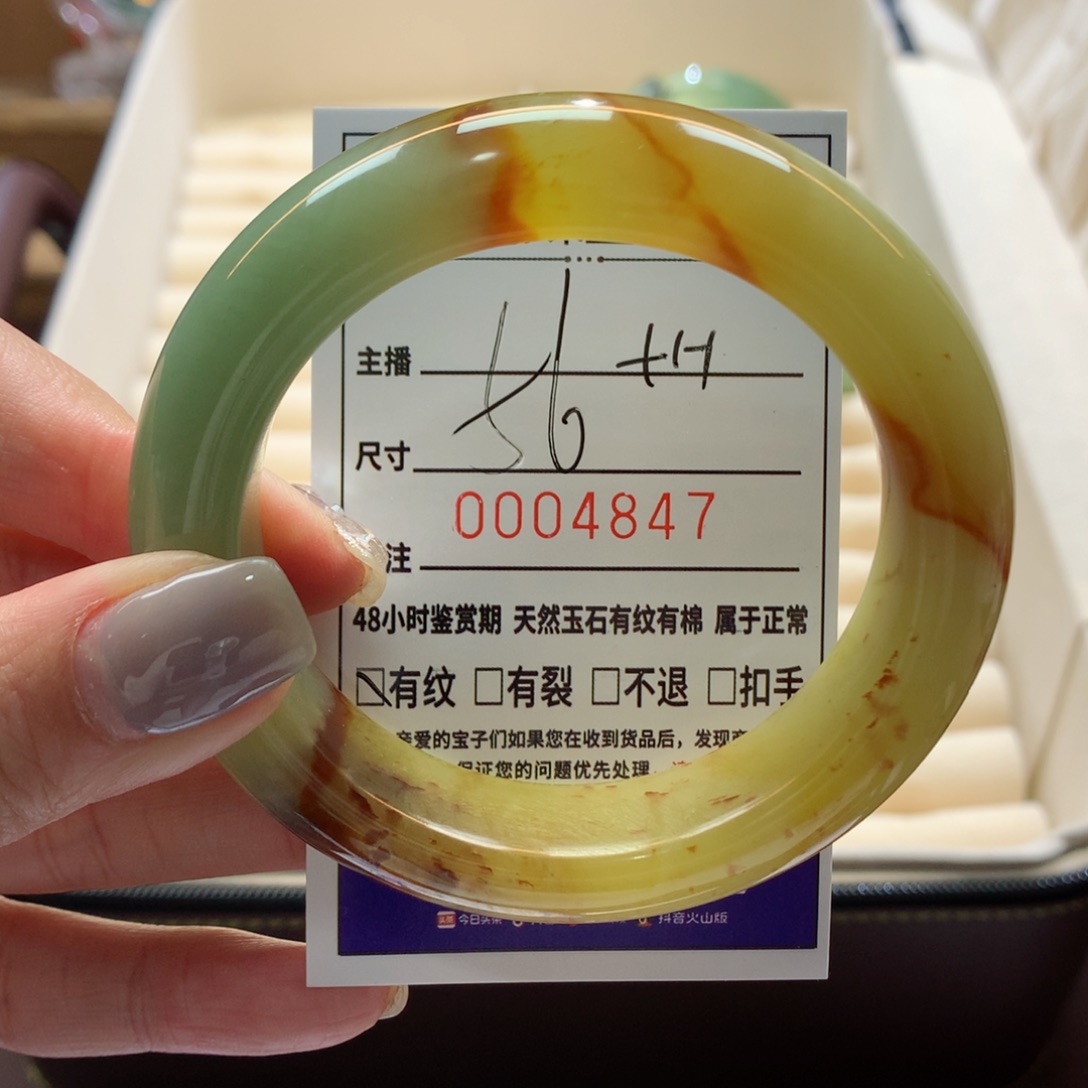 主播
56 +H
尺寸
0004847
注
48小时鉴赏期 天然玉石有纹有棉 属于正常
有纹 □有裂 □不退 □扣手
亲爱的宝子们如果您在收到货品后，发现
保证您的问题优先处理
今日头条 抖音火山版